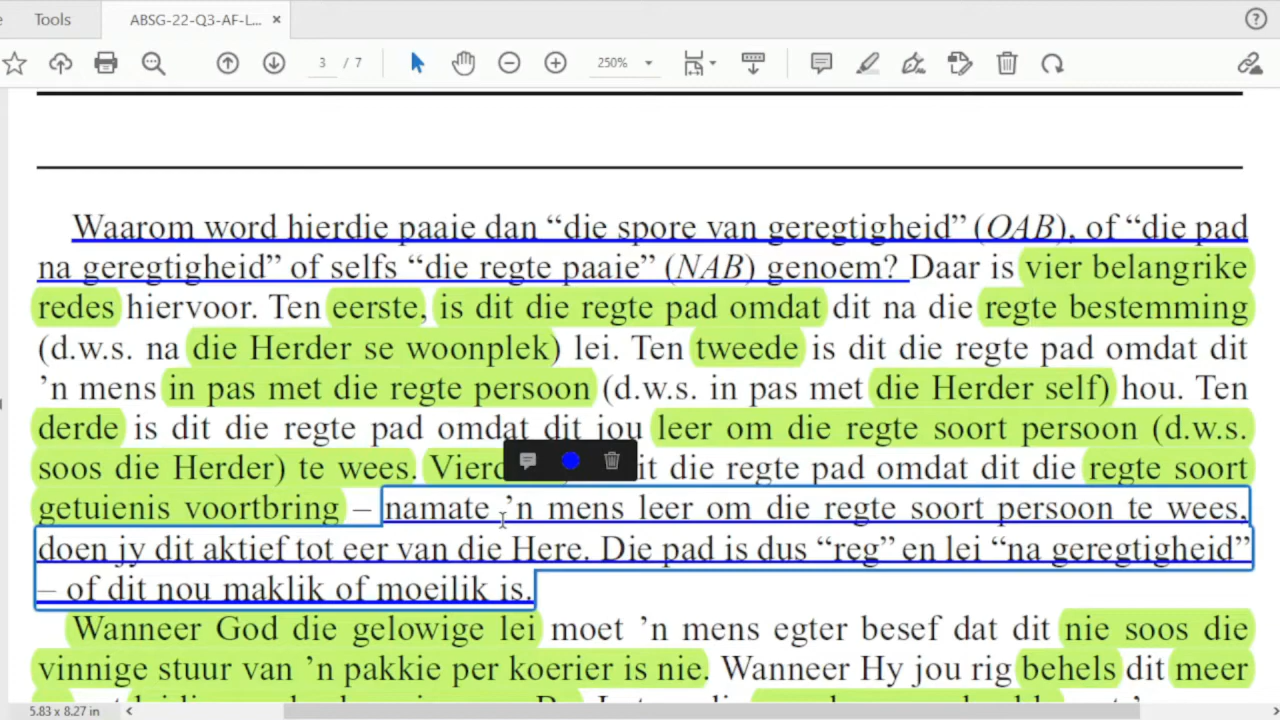 Tools
ABSG-22-Q3-AF-L... ×
3 / 7
250%
Waarom word hierdie paaie dan “die spore van geregtigheid” (OAB), of “die pad
na geregtigheid” of selfs “die regte paaie” (NAB) genoem? Daar is vier belangrike
redes hiervoor. Ten eerste, is dit die regte pad omdat dit na die regte bestemming
(d.w.s. na die Herder se woonplek) lei. Ten tweede is dit die regte pad omdat dit
’n mens in pas met die regte persoon (d.w.s. in pas met die Herder self) hou. Ten
derde is dit die regte pad omdat dit jou leer om die regte soort persoon (d.w.s.
soos die Herder) te wees. Vierd it die regte pad omdat dit die regte soort
getuienis voortbring – namate ’n mens leer om die regte soort persoon te wees,
doen jy dit aktief tot eer van die Here. Die pad is dus “reg” en lei “na geregtigheid”
– of dit nou maklik of moeilik is.
Wanneer God die gelowige lei moet ’n mens egter besef dat dit nie soos die
vinnige stuur van ’n pakkie per koerier is nie. Wanneer Hy jou rig behels dit meer
5.83 x 8.27 in